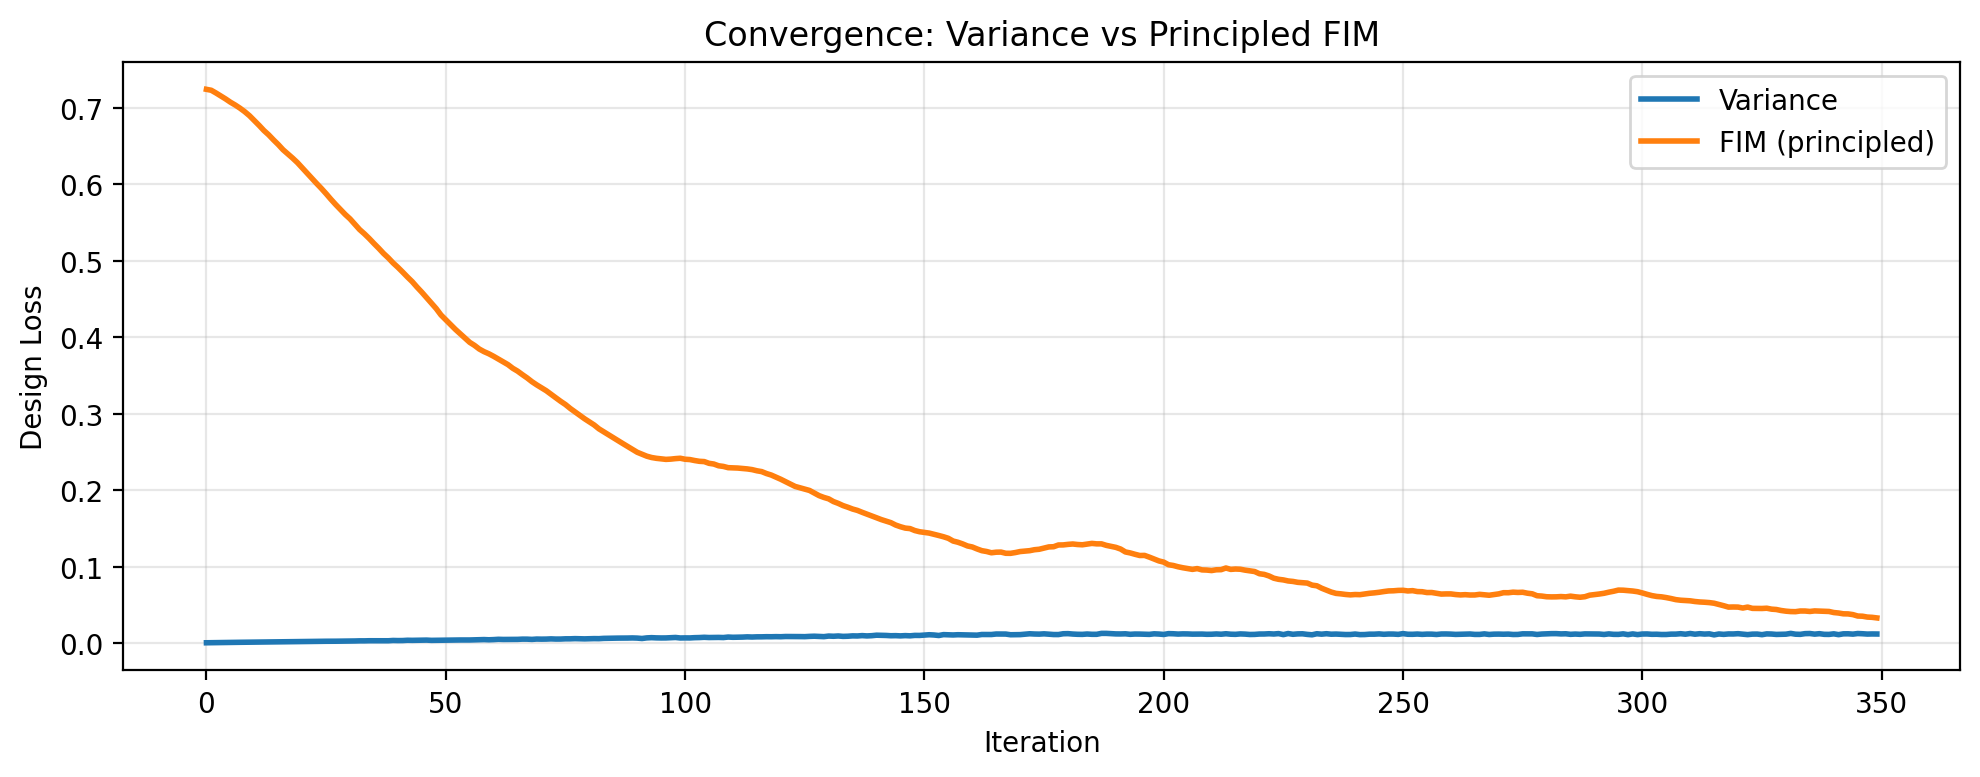 Convergence: Variance vs Principled FIM
Variance
FIM (principled)
Design Loss
0.7
0.6
0.5
0.4
0.3
0.2
0.1
0.0
0 50 100 150 200 250 300 350
Iteration